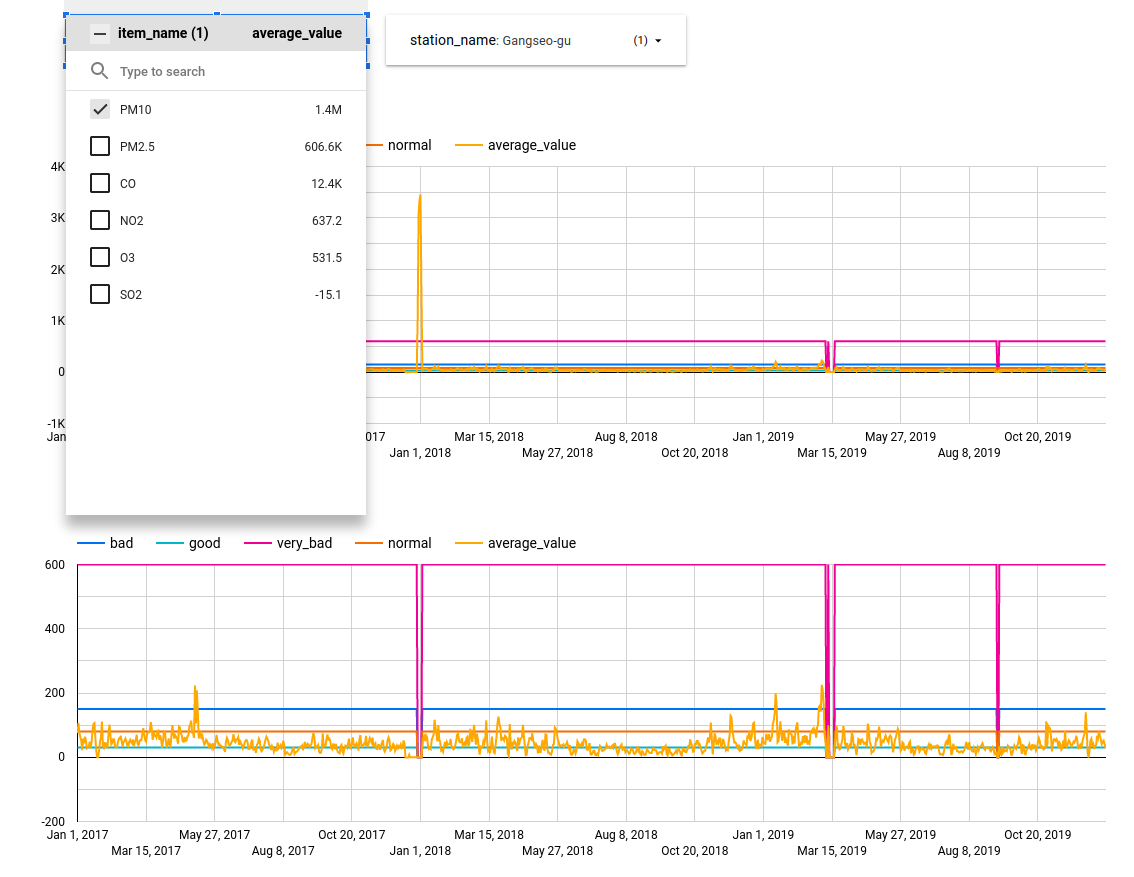 item_name (1) average_value
station_name: Gangseo-gu (1)
Type to search
PM10 1.4M
PM2.5 606.6K
CO 12.4K
NO2 637.2
O3 531.5
SO2 -15.1
normal average_value
4K
3K
2K
1K
0
-1K
Jan 017 Mar 15, 2018 Aug 8, 2018 Jan 1, 2019 May 27, 2019 Oct 20, 2019
Jan 1, 2018 May 27, 2018 Oct 20, 2018 Mar 15, 2019 Aug 8, 2019
bad good very_bad normal average_value
600
400
200
0
-200
Jan 1, 2017 May 27, 2017 Oct 20, 2017 Mar 15, 2018 Aug 8, 2018 Jan 1, 2019 May 27, 2019 Oct 20, 2019
Mar 15, 2017 Aug 8, 2017 Jan 1, 2018 May 27, 2018 Oct 20, 2018 Mar 15, 2019 Aug 8, 2019